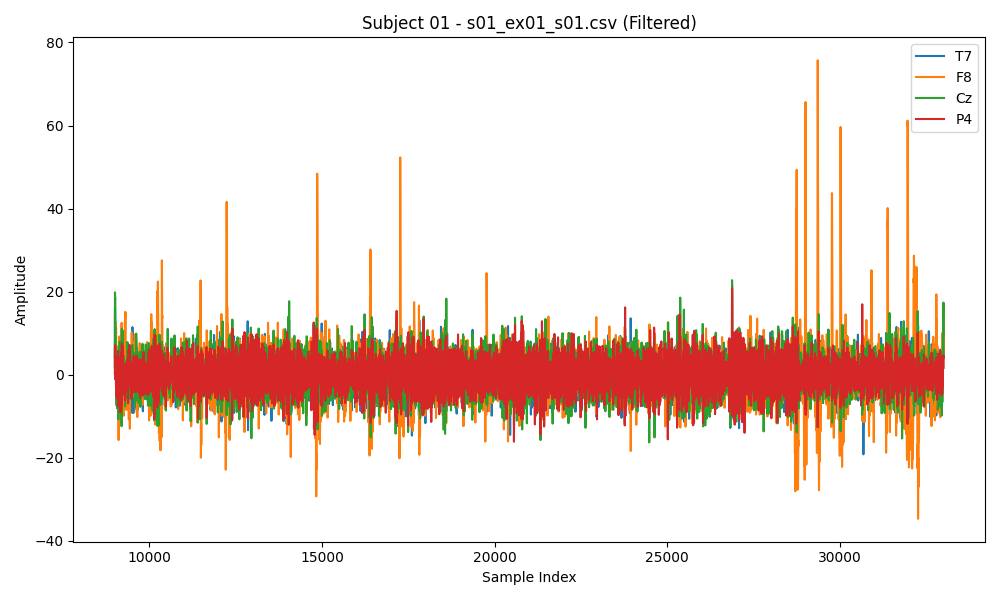 Subject 01 - s01_ex01_s01.csv (Filtered)
T7
F8
Cz
P4
Amplitude
80
60
40
20
0
−20
−40
10000 15000 20000 25000 30000
Sample Index